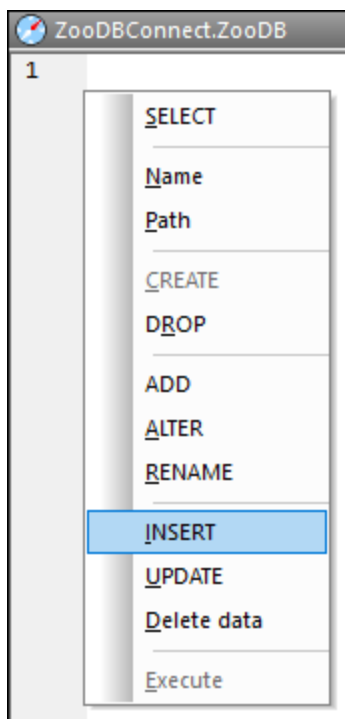 ZooDBConnect.ZooDB
1
SELECT
Name
Path
CREATE
DROP
ADD
ALTER
RENAME
INSERT
UPDATE
Delete data
Execute